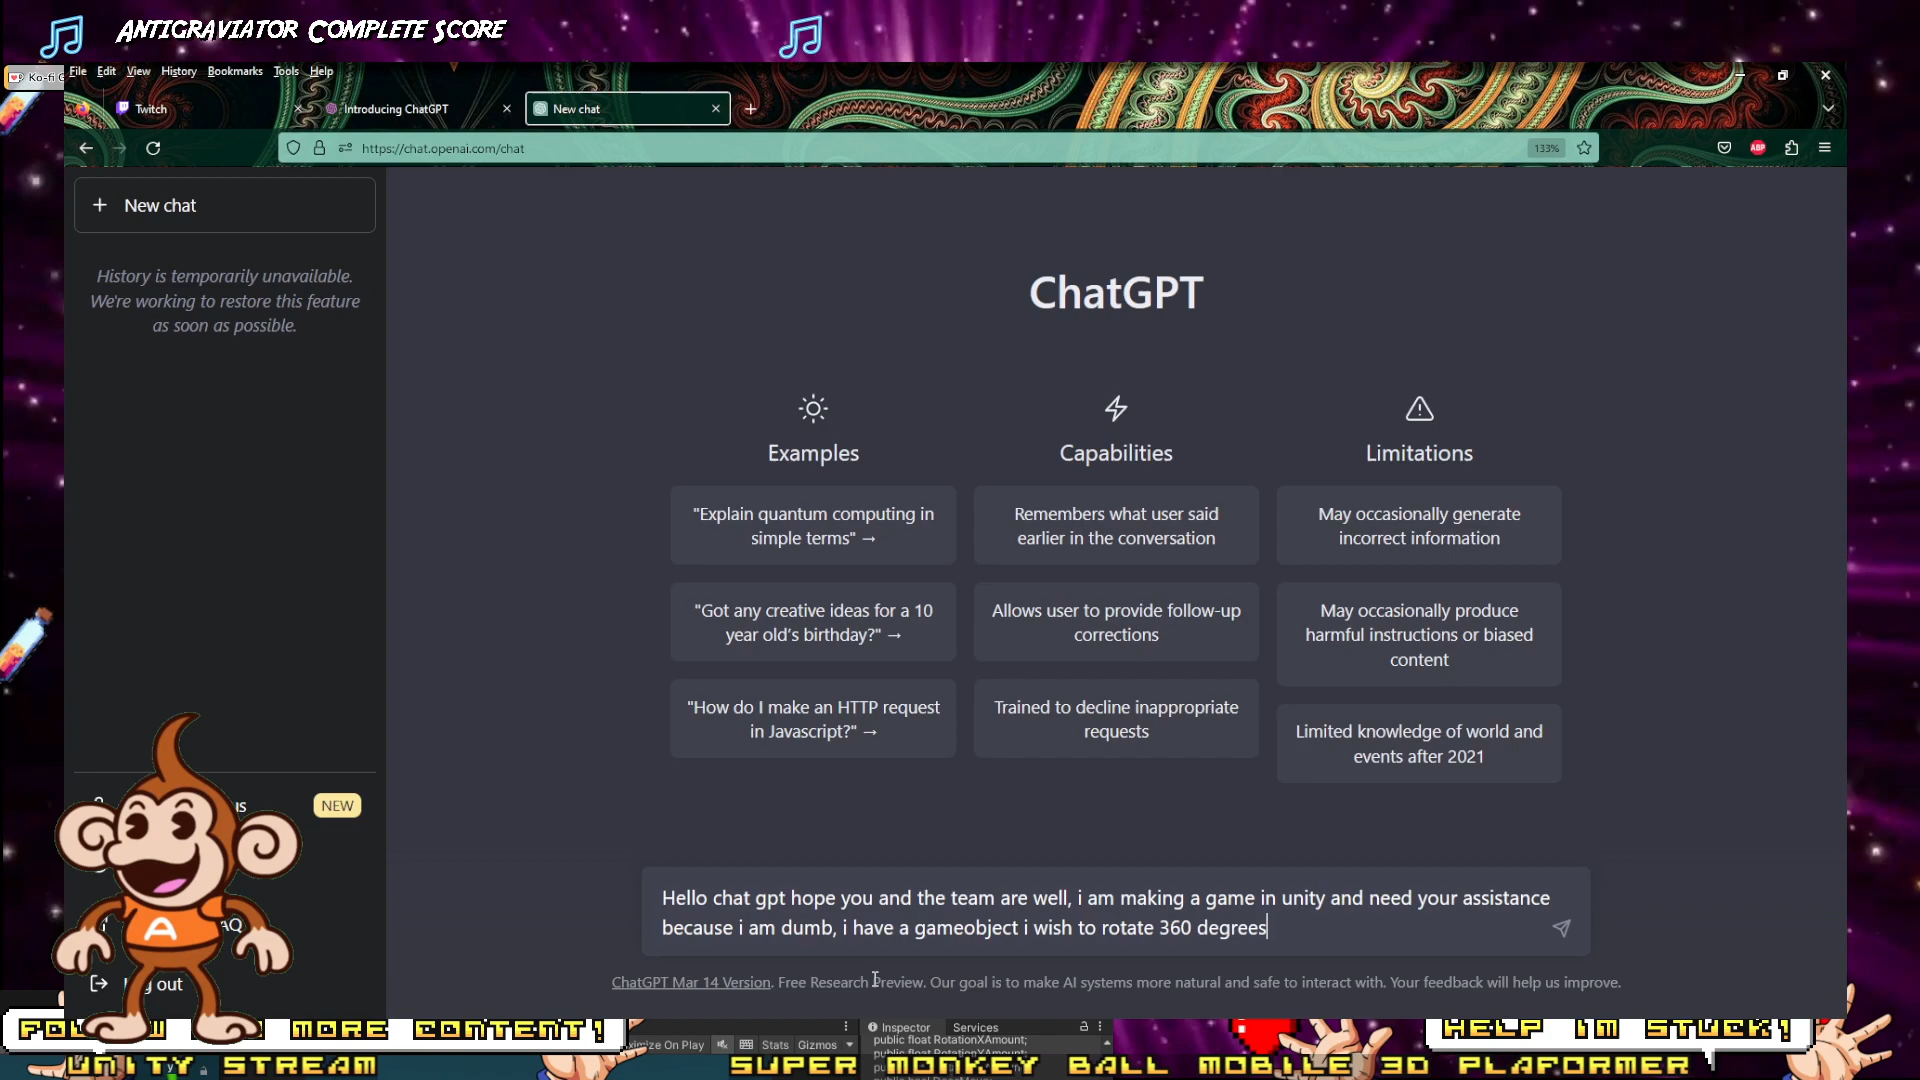 Antigraviator Complete Score
Ko-fi
File Edit View History Bookmarks Tools Help
Twitch
Introducing ChatGPT
New chat
https://chat.openai.com/chat
133%
ABP
New chat
History is temporarily unavailable.
We're working to restore this feature
as soon as possible.
ChatGPT
Examples
Capabilities
Limitations
"Explain quantum computing in
simple terms" →
Remembers what user said
earlier in the conversation
May occasionally generate
incorrect information
"Got any creative ideas for a 10
year old's birthday?" →
Allows user to provide follow-up
corrections
May occasionally produce
harmful instructions or biased
content
"How do I make an HTTP request
in Javascript?" →
Trained to decline inappropriate
requests
Limited knowledge of world and
events after 2021
NEW
A
out
Hello chat gpt hope you and the team are well, i am making a game in unity and need your assistance
because i am dumb, i have a gameobject i wish to rotate 360 degrees
ChatGPT Mar 14 Version. Free Research Preview. Our goal is to make AI systems more natural and safe to interact with. Your feedback will help us improve.
MORE CONTENT!
Inspector Services
public float RotationXAmount;
On Play Stats Gizmos
HELP IM STUCK!
UNITY STREAM
SUPER MONKEY BALL MOBILE 3D PLAFORMER